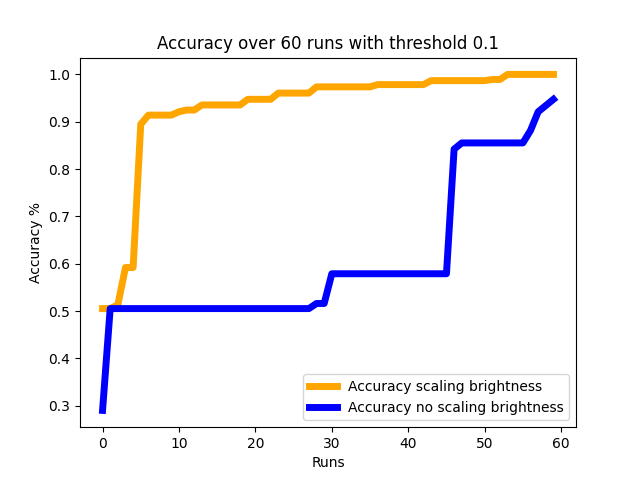 Accuracy over 60 runs with threshold 0.1
Accuracy %
1.0
0.9
0.8
0.7
0.6
0.5
0.4
0.3
Accuracy scaling brightness
Accuracy no scaling brightness
0 10 20 30 40 50 60
Runs